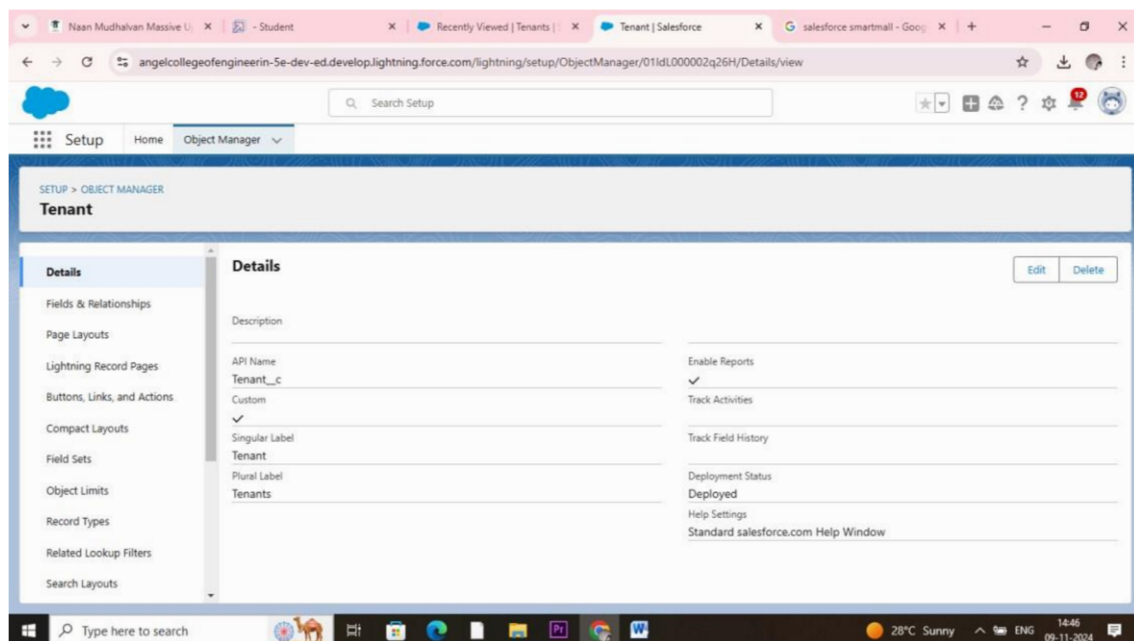 Naan Mudhalvan Massive U
- Student
Recently Viewed | Tenants |
Tenant | Salesforce
salesforce smartmall - Goog
angelcollegeofengineerin-5e-dev-ed.develop.lightning.force.com/lightning/setup/ObjectManager/01IdL000002q26H/Details/view
Search Setup
12
Setup
Home
Object Manager
SETUP > OBJECT MANAGER
Tenant
Details
Fields & Relationships
Page Layouts
Lightning Record Pages
Buttons, Links, and Actions
Compact Layouts
Field Sets
Object Limits
Record Types
Related Lookup Filters
Search Layouts
Details
Edit
Delete
Description
API Name
Tenant__c
Custom
Singular Label
Tenant
Plural Label
Tenants
Enable Reports
Track Activities
Track Field History
Deployment Status
Deployed
Help Settings
Standard salesforce.com Help Window
Type here to search
Pr
W
28°C Sunny
ENG
14:46
09-11-2024